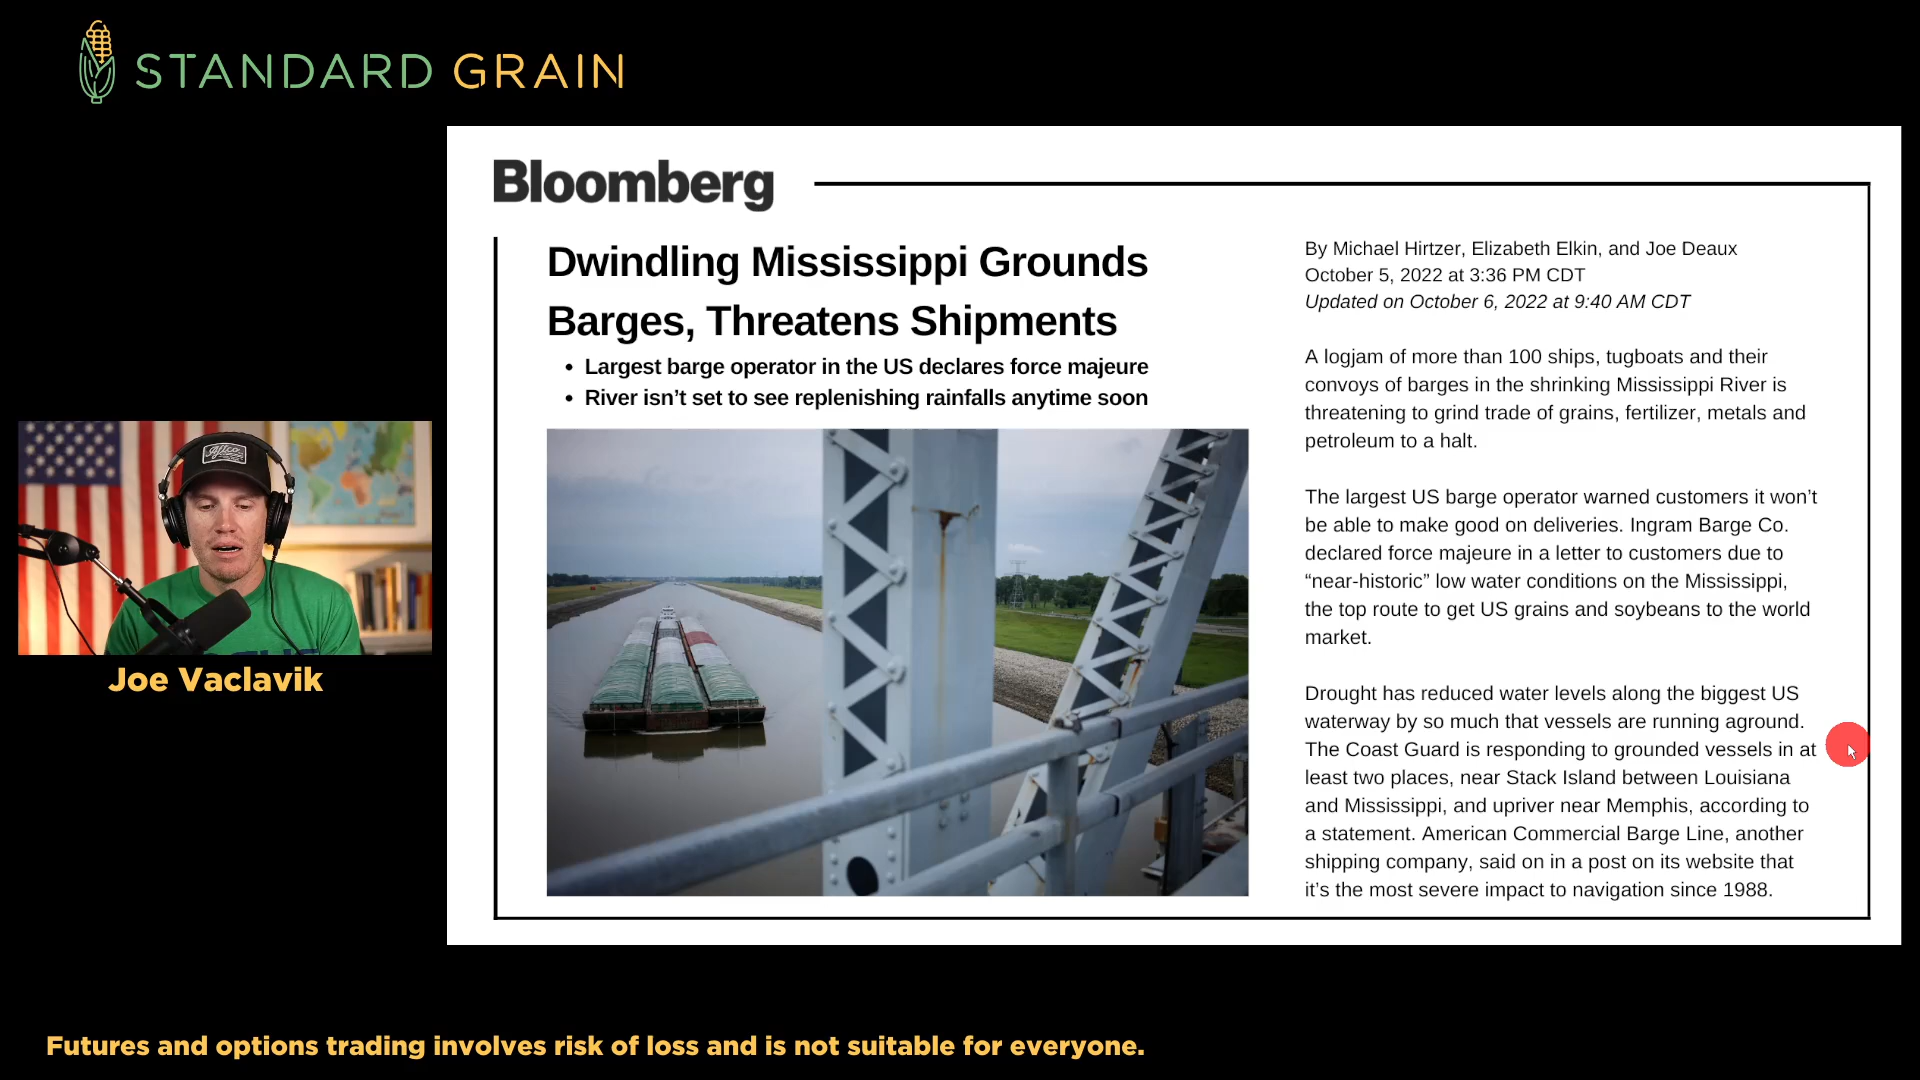 STANDARD GRAIN
Bloomberg
Dwindling Mississippi Grounds
Barges, Threatens Shipments
• Largest barge operator in the US declares force majeure
• River isn’t set to see replenishing rainfalls anytime soon
By Michael Hirtzer, Elizabeth Elkin, and Joe Deaux
October 5, 2022 at 3:36 PM CDT
Updated on October 6, 2022 at 9:40 AM CDT
A logjam of more than 100 ships, tugboats and their
convoys of barges in the shrinking Mississippi River is
threatening to grind trade of grains, fertilizer, metals and
petroleum to a halt.
The largest US barge operator warned customers it won’t
be able to make good on deliveries. Ingram Barge Co.
declared force majeure in a letter to customers due to
“near-historic” low water conditions on the Mississippi,
the top route to get US grains and soybeans to the world
market.
Drought has reduced water levels along the biggest US
waterway by so much that vessels are running aground.
The Coast Guard is responding to grounded vessels in at
least two places, near Stack Island between Louisiana
and Mississippi, and upriver near Memphis, according to
a statement. American Commercial Barge Line, another
shipping company, said on in a post on its website that
it’s the most severe impact to navigation since 1988.
Aftco
Joe Vaclavik
Futures and options trading involves risk of loss and is not suitable for everyone.